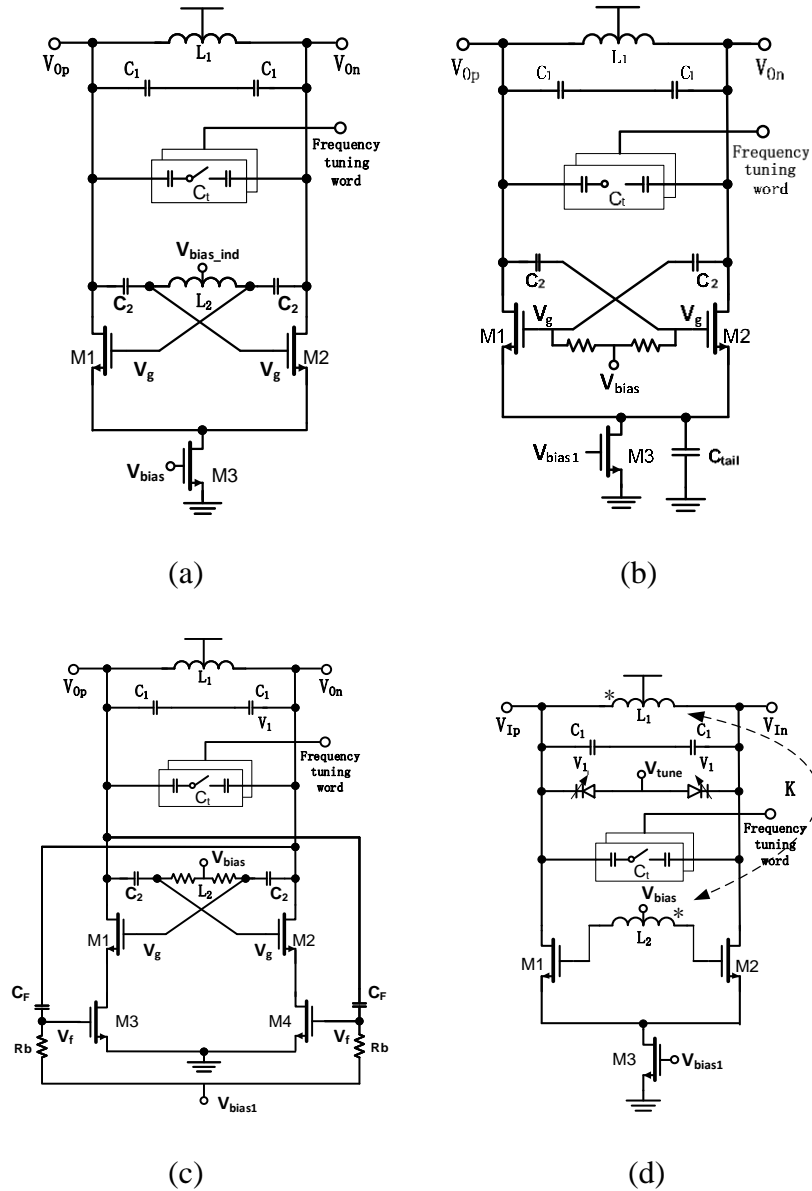 L1
V0p
V0n
C1 C1
Frequency
tuning
word
Ct
Vbias_ind
C2 L2 C2
M1 M2
Vg Vg
Vbias M3
(a)
L1
V0p
V0n
C1 C1
Frequency
tuning
word
Ct
C2 C2
M1 Vg Vg M2
Vbias
Vbias1 M3 Ctail
(b)
L1
V0p
V0n
C1 C1
V1
Frequency
tuning
word
Ct
Vbias
C2 L2 C2
M1 M2
Vg Vg
CF CF
M3 M4
Vf Vf
Rb Rb
Vbias1
(c)
*
L1
VIp
VIn
C1 C1
V1 Vtune V1
K
Frequency
tuning
word
Ct
Vbias
*
L2
M1 M2
M3
Vbias1
(d)